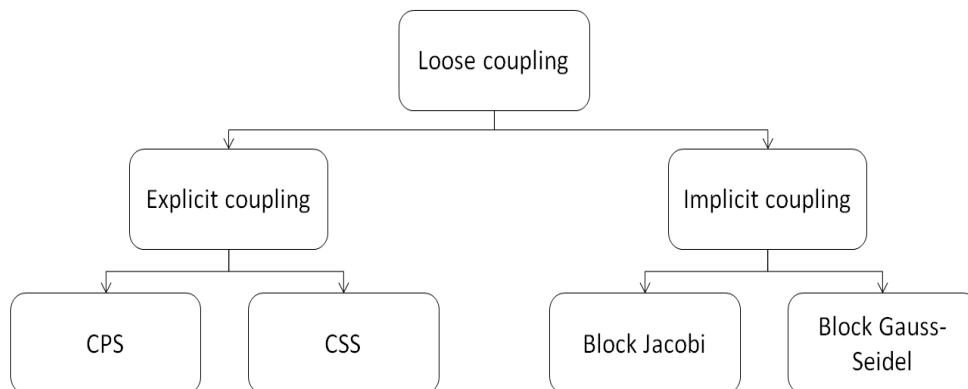 Loose coupling
Explicit coupling
Implicit coupling
CPS
CSS
Block Jacobi
Block Gauss-
Seidel